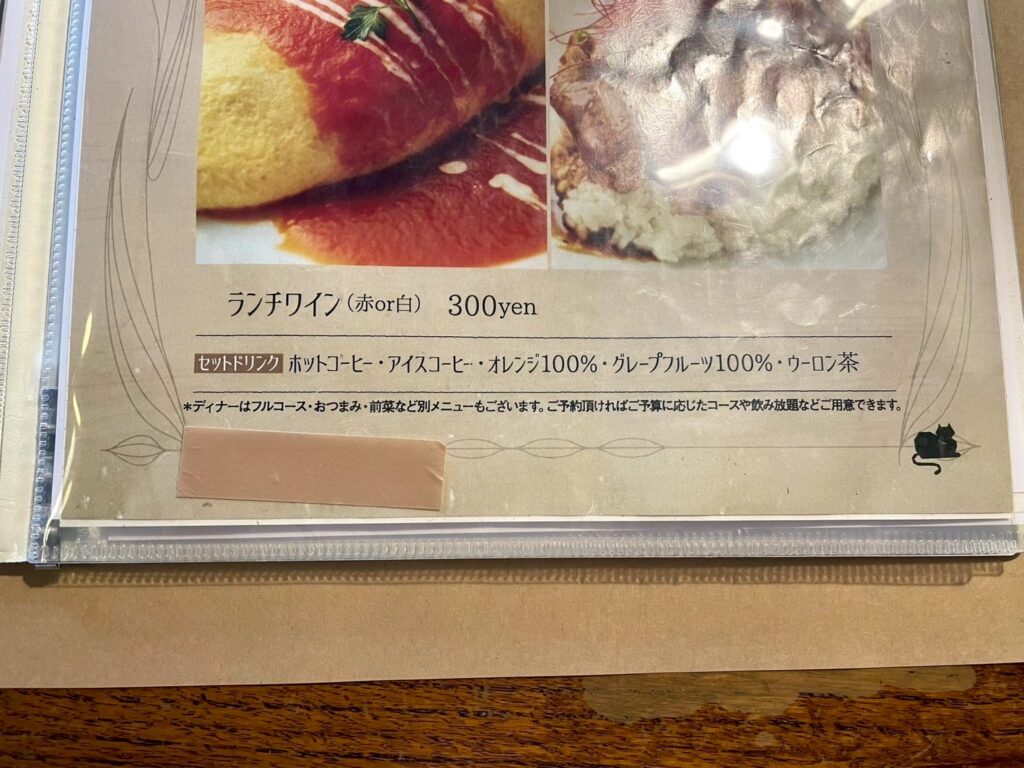 ランチワイン（赤or白） 300yen
セットドリンク ホットコーヒー・アイスコーヒー・オレンジ100%・グレープフルーツ100%・ウーロン茶
＊ディナーはフルコース・おつまみ・前菜など別メニューもございます。ご予約頂ければご予算に応じたコースや飲み放題などご用意できます。